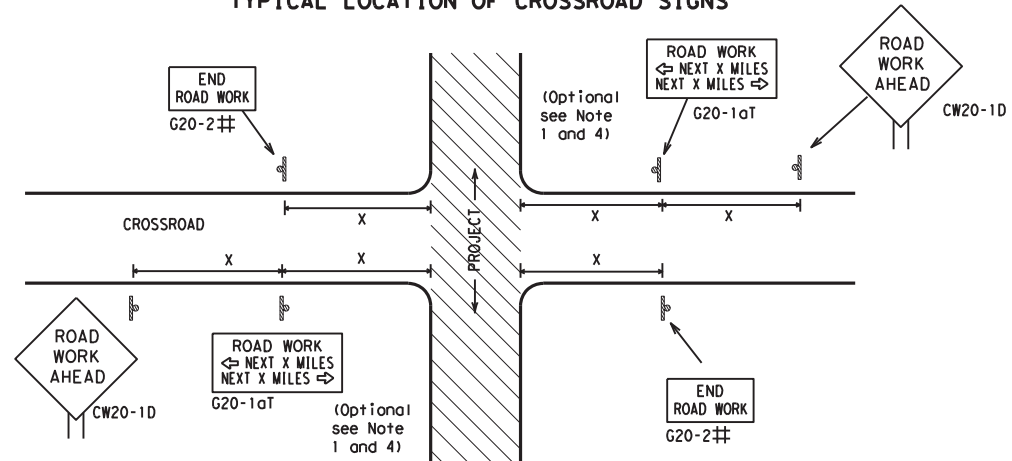 TYPICAL LOCATION OF CROSSROAD SIGNS
END
ROAD WORK
G20-2#
ROAD WORK
⇦ NEXT X MILES
NEXT X MILES ⇨
G20-1aT
(Optional
see Note
1 and 4)
ROAD
WORK
AHEAD
CW20-1D
X
X
X
CROSSROAD
PROJECT
X
X
X
ROAD
WORK
AHEAD
CW20-1D
ROAD WORK
⇦ NEXT X MILES
NEXT X MILES ⇨
G20-1aT
(Optional
see Note
1 and 4)
END
ROAD WORK
G20-2#